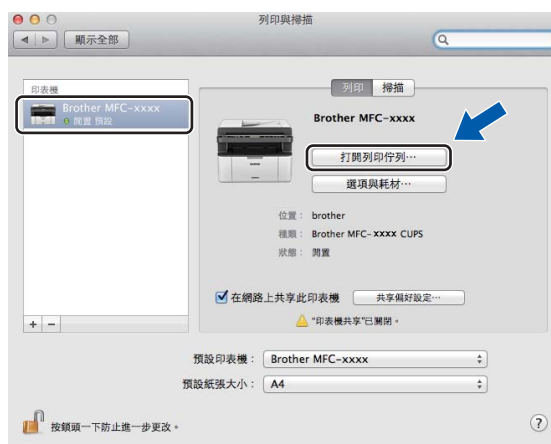 列印與掃描
顯示全部
印表機
Brother MFC-xxxx
閒置 預設
+ −
列印 掃描
Brother MFC-xxxx
打開列印佇列…
選項與耗材…
位置： brother
種類： Brother MFC-xxxx CUPS
狀態： 閒置
在網路上共享此印表機 共享偏好設定…
“印表機共享”已關閉。
預設印表機： Brother MFC-xxxx
預設紙張大小： A4
按鎖頭一下防止進一步更改。 ?